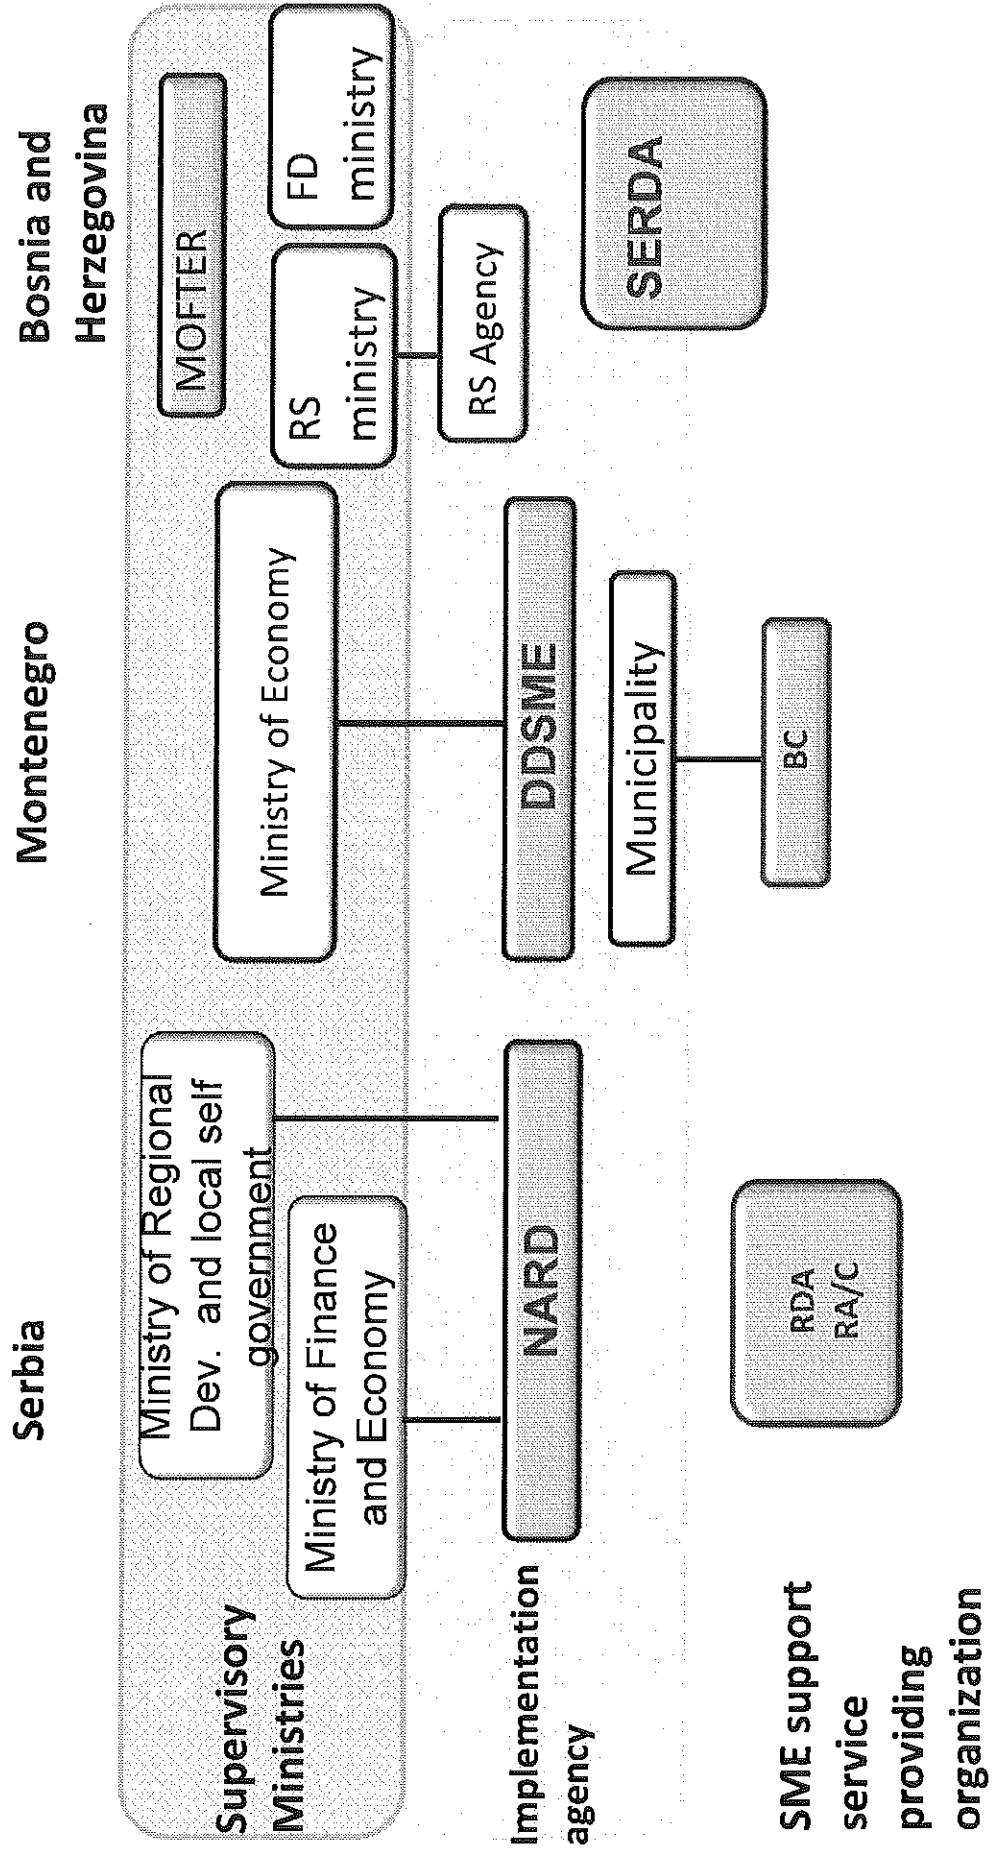 Serbia
Montenegro
Bosnia and
Herzegovina
Supervisory
Ministries
Ministry of Regional
Dev. and local self
government
Ministry of Finance
and Economy
Ministry of Economy
MOFTER
RS
ministry
FD
ministry
Implementation
agency
NARD
DDSME
Municipality
RS Agency
SERDA
SME support
service
providing
organization
RDA
RA/C
BC